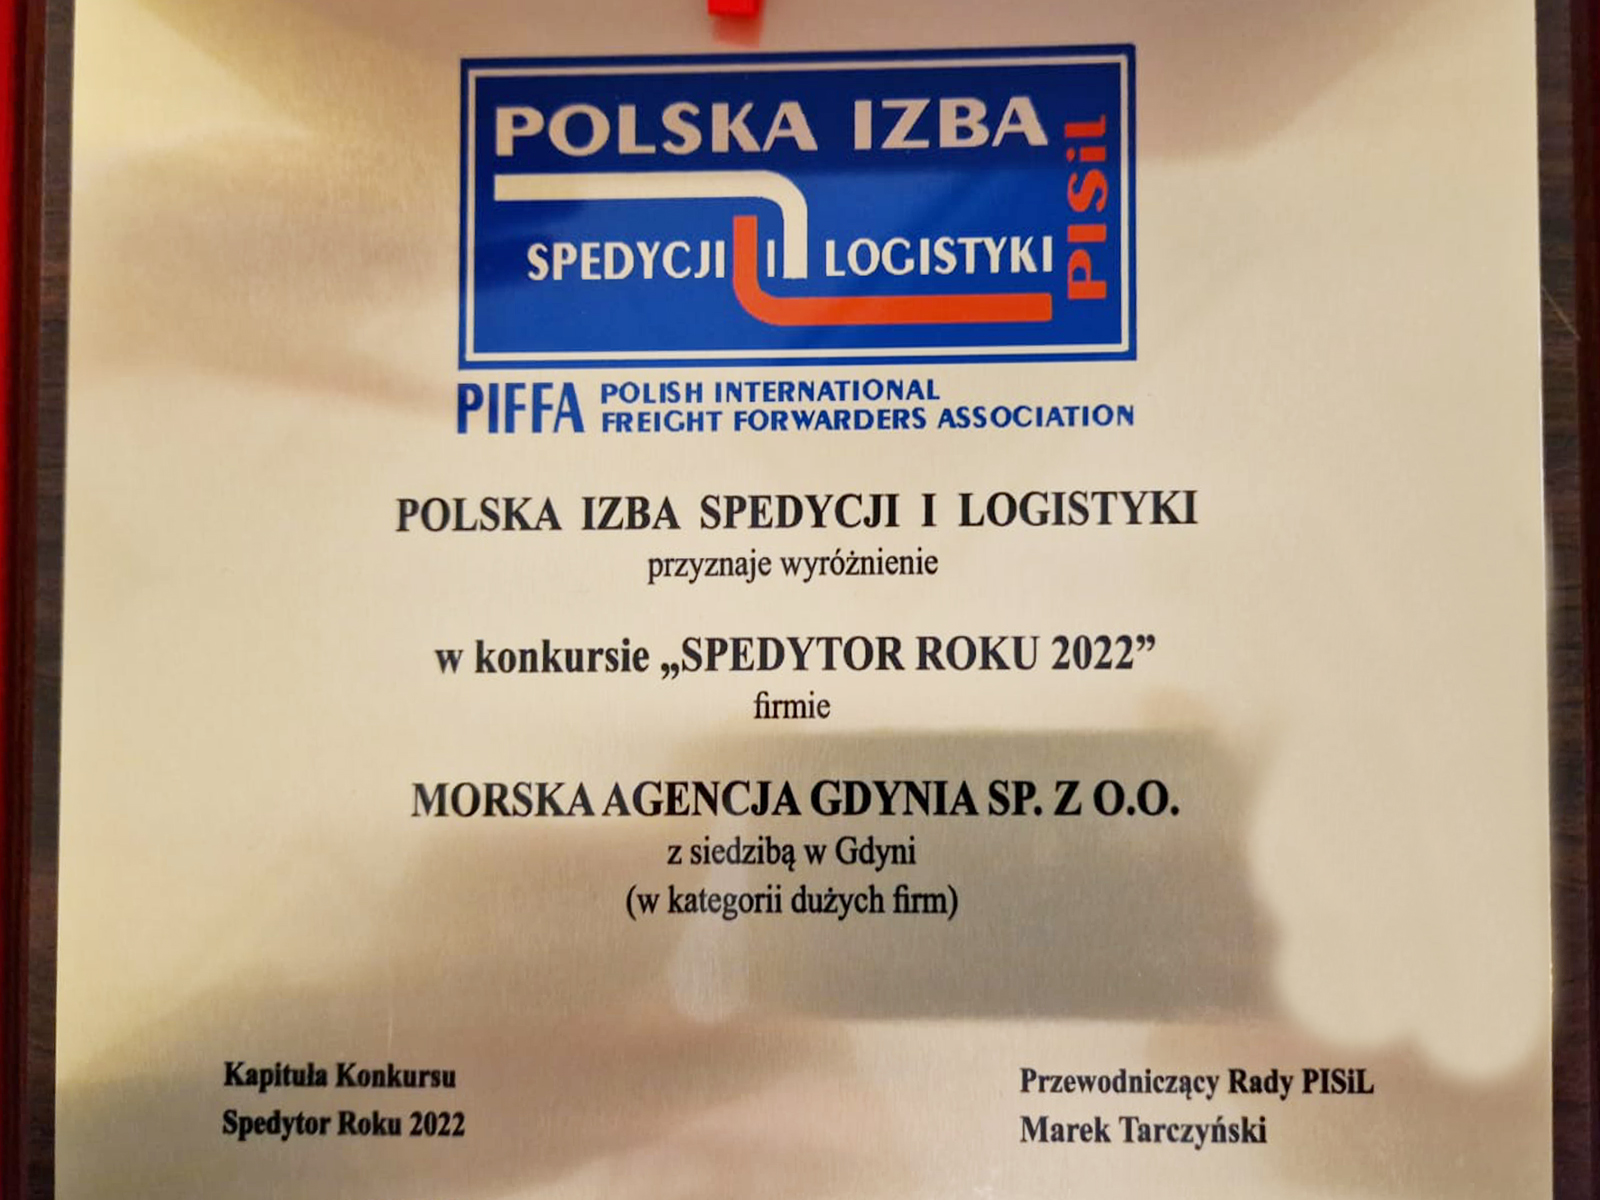 POLSKA IZBA
SPEDYCJI I LOGISTYKI
PISiL
PIFFA POLISH INTERNATIONAL
FREIGHT FORWARDERS ASSOCIATION
POLSKA IZBA SPEDYCJI I LOGISTYKI
przyznaje wyróżnienie
w konkursie „SPEDYTOR ROKU 2022”
firmie
MORSKA AGENCJA GDYNIA SP. Z O.O.
z siedzibą w Gdyni
(w kategorii dużych firm)
Kapituła Konkursu
Spedytor Roku 2022
Przewodniczący Rady PISiL
Marek Tarczyński